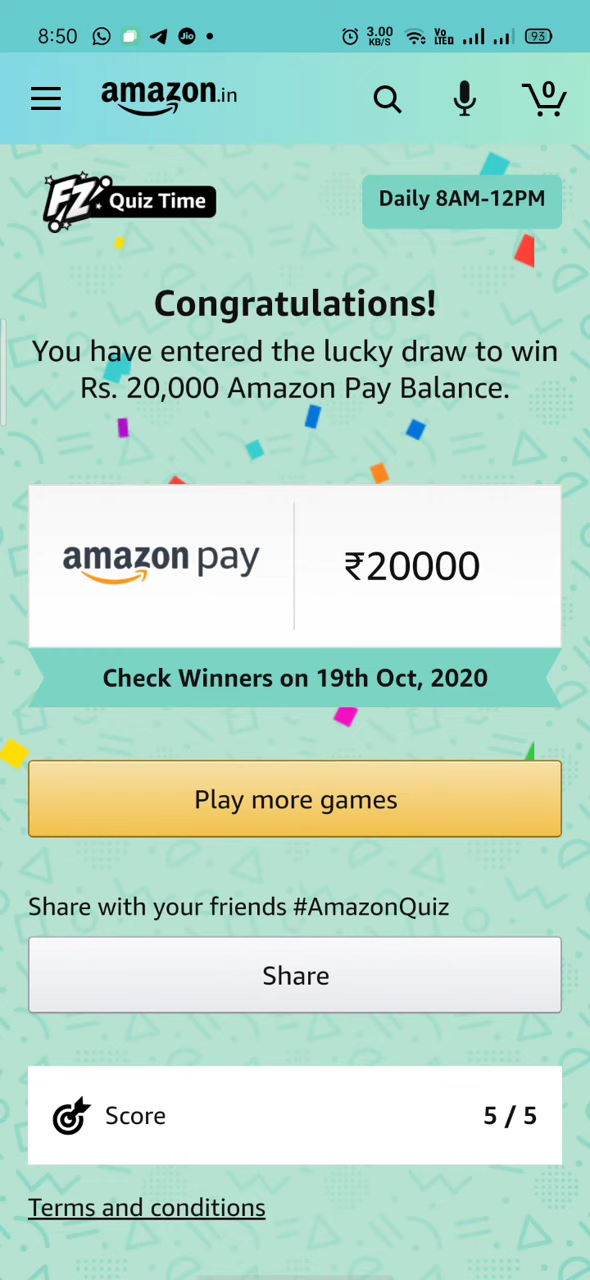 8:50 Jio 3.00 KB/S VoLTED 93
amazon.in 0
FZ. Quiz Time
Daily 8AM-12PM
Congratulations!
You have entered the lucky draw to win
Rs. 20,000 Amazon Pay Balance.
amazon pay ₹20000
Check Winners on 19th Oct, 2020
Play more games
Share with your friends #AmazonQuiz
Share
Score 5 / 5
Terms and conditions